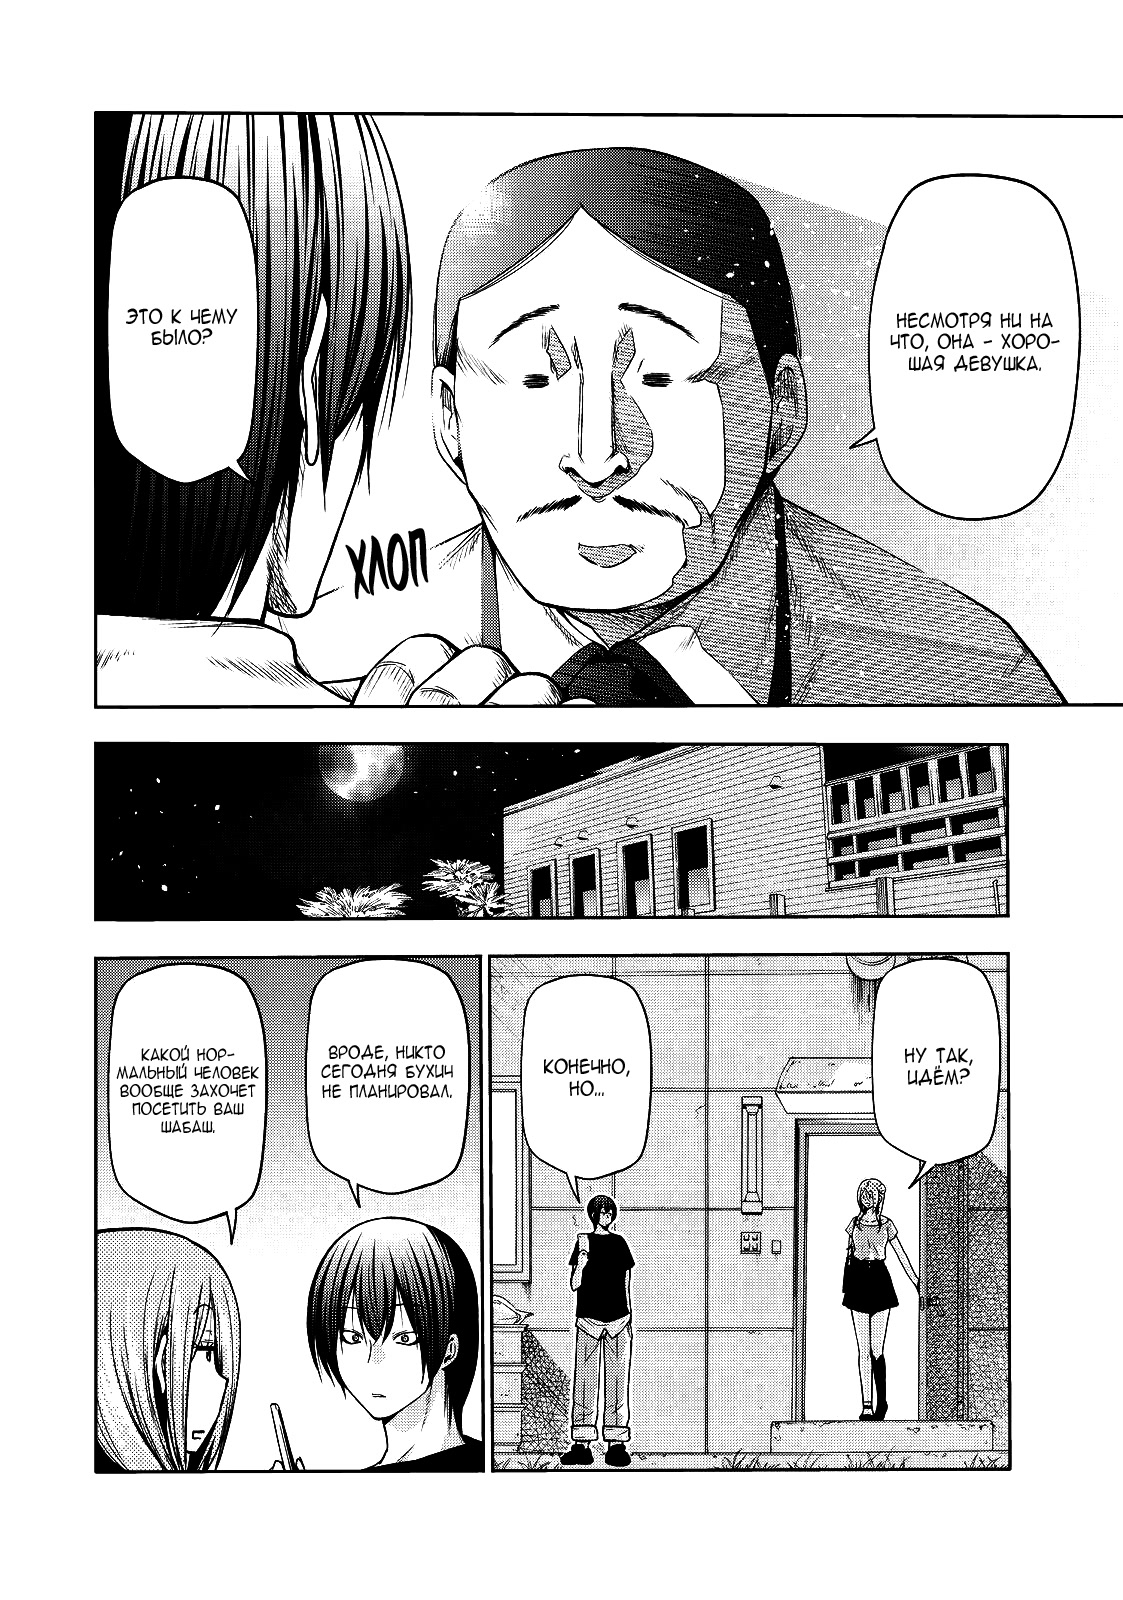 НЕСМОТРЯ НИ НА
ЧТО, ОНА - ХОРО-
ШАЯ ДЕВУШКА.
ЭТО К ЧЕМУ
БЫЛО?
ХЛОП
НУ ТАК,
ИДЁМ?
КОНЕЧНО,
НО...
ВРОДЕ, НИКТО
СЕГОДНЯ БУХИЧ
НЕ ПЛАНИРОВАЛ.
КАКОЙ НОР-
МАЛЬНЫЙ ЧЕЛОВЕК
ВООБЩЕ ЗАХОЧЕТ
ПОСЕТИТЬ ВАШ
ШАБАШ.